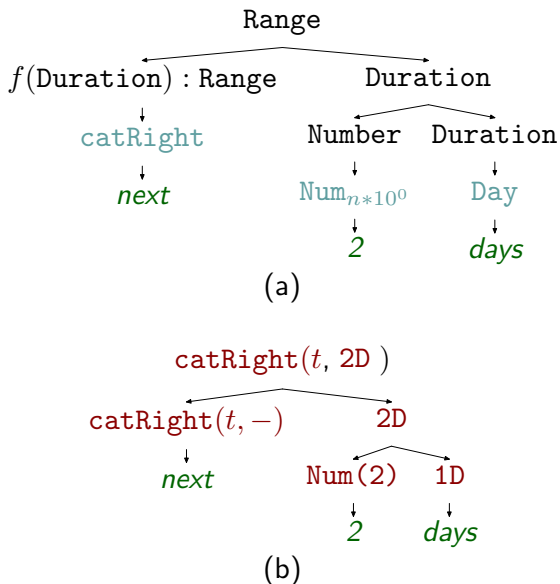 Range
f(Duration) : Range Duration
catRight Number Duration
next Num_{n*10^0} Day
2 days
(a)
catRight(t, 2D )
catRight(t, −) 2D
next Num(2) 1D
2 days
(b)